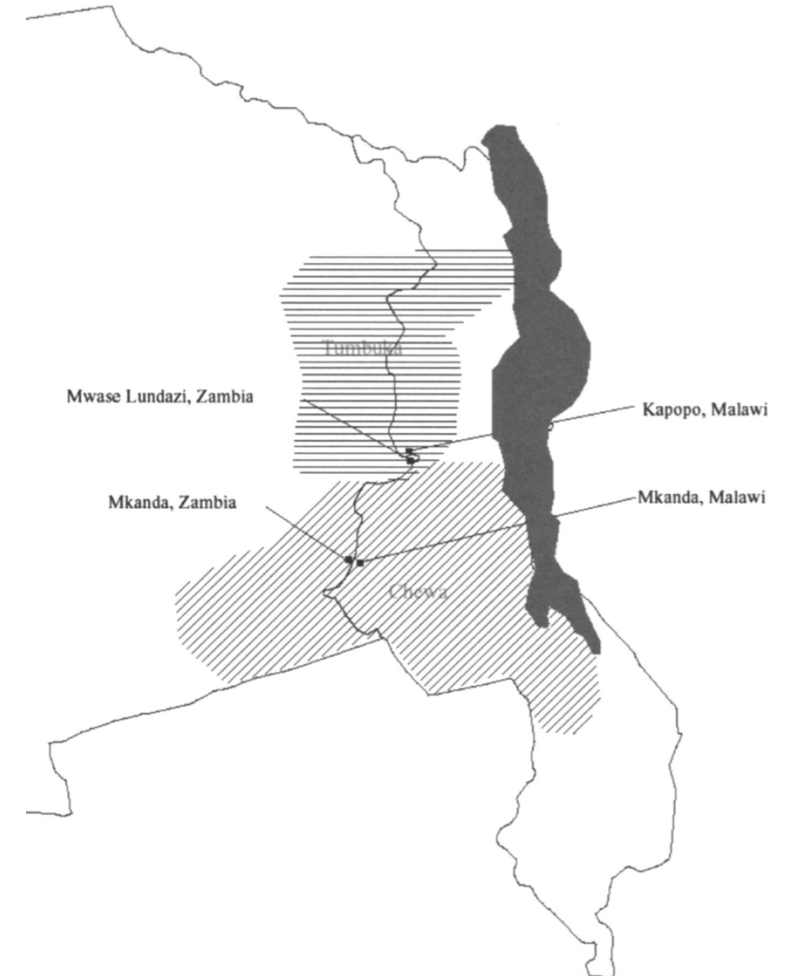 Tumbuka
Mwase Lundazi, Zambia
Kapopo, Malawi
Mkanda, Zambia
Mkanda, Malawi
Chewa